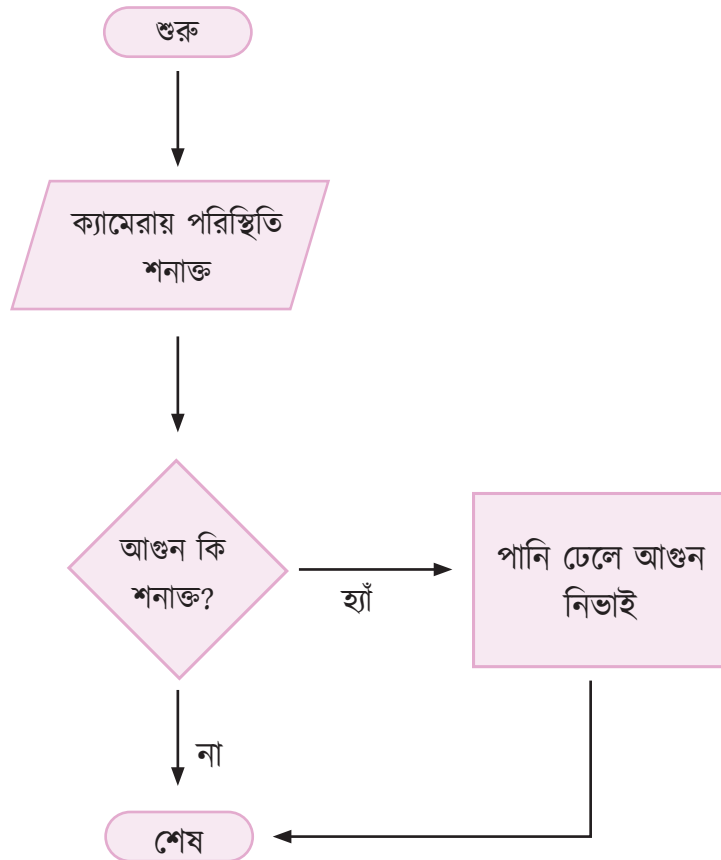 শুরু
ক্যামেরায় পরিস্থিতি
শনাক্ত
আগুন কি
শনাক্ত?
হ্যাঁ
পানি ঢেলে আগুন
নিভাই
না
শেষ